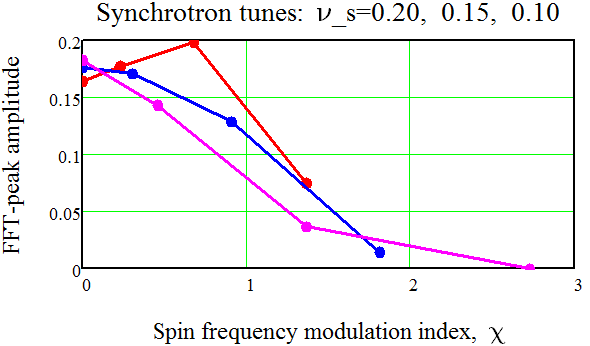 Synchrotron tunes: ν_s=0.20, 0.15, 0.10
FFT-peak amplitude
0.2
0.15
0.1
0.05
0
0 1 2 3
Spin frequency modulation index, χ